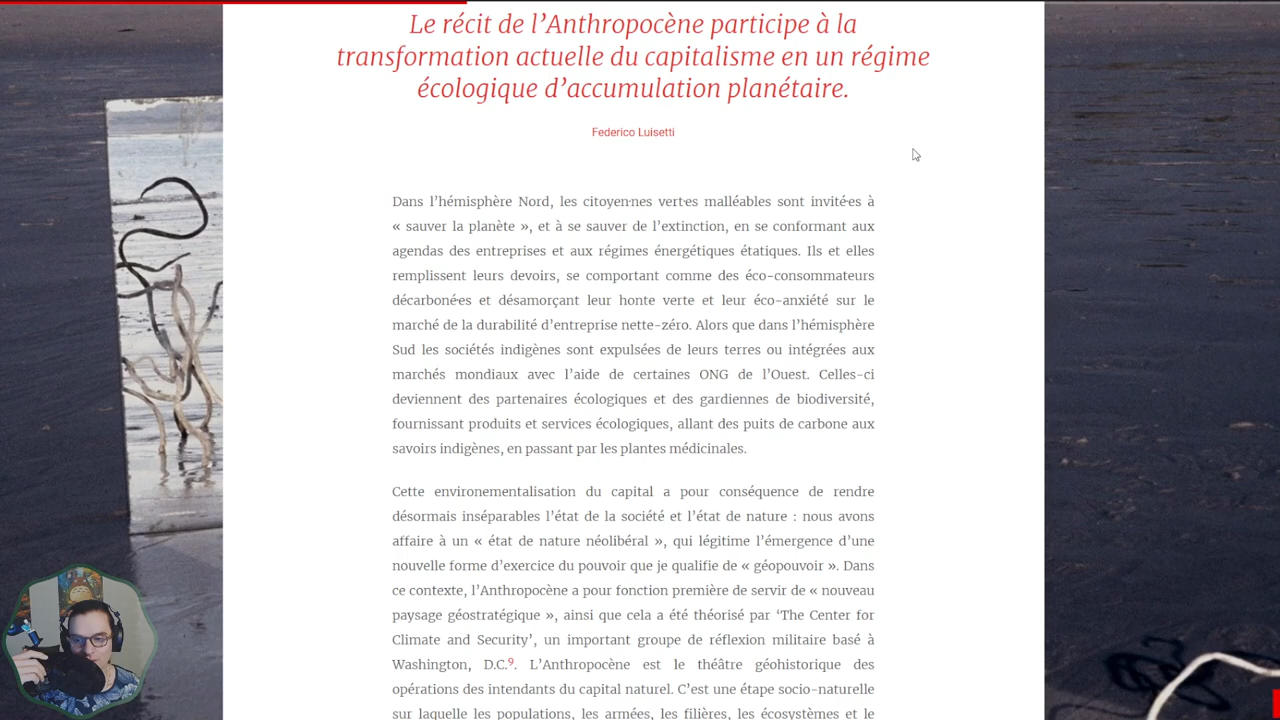 Le récit de l’Anthropocène participe à la
transformation actuelle du capitalisme en un régime
écologique d’accumulation planétaire.
Federico Luisetti
Dans l’hémisphère Nord, les citoyen·nes vert·es malléables sont invité·es à
« sauver la planète », et à se sauver de l’extinction, en se conformant aux
agendas des entreprises et aux régimes énergétiques étatiques. Ils et elles
remplissent leurs devoirs, se comportant comme des éco-consommateurs
décarboné·es et désamorçant leur honte verte et leur éco-anxiété sur le
marché de la durabilité d’entreprise nette-zéro. Alors que dans l’hémisphère
Sud les sociétés indigènes sont expulsées de leurs terres ou intégrées aux
marchés mondiaux avec l’aide de certaines ONG de l’Ouest. Celles-ci
deviennent des partenaires écologiques et des gardiennes de biodiversité,
fournissant produits et services écologiques, allant des puits de carbone aux
savoirs indigènes, en passant par les plantes médicinales.
Cette environementalisation du capital a pour conséquence de rendre
désormais inséparables l’état de la société et l’état de nature : nous avons
affaire à un « état de nature néolibéral », qui légitime l’émergence d’une
nouvelle forme d’exercice du pouvoir que je qualifie de « géopouvoir ». Dans
ce contexte, l’Anthropocène a pour fonction première de servir de « nouveau
paysage géostratégique », ainsi que cela a été théorisé par ‘The Center for
Climate and Security’, un important groupe de réflexion militaire basé à
Washington, D.C.⁹. L’Anthropocène est le théâtre géohistorique des
opérations des intendants du capital naturel. C’est une étape socio-naturelle
sur laquelle les populations, les armées, les filières, les écosystèmes et le